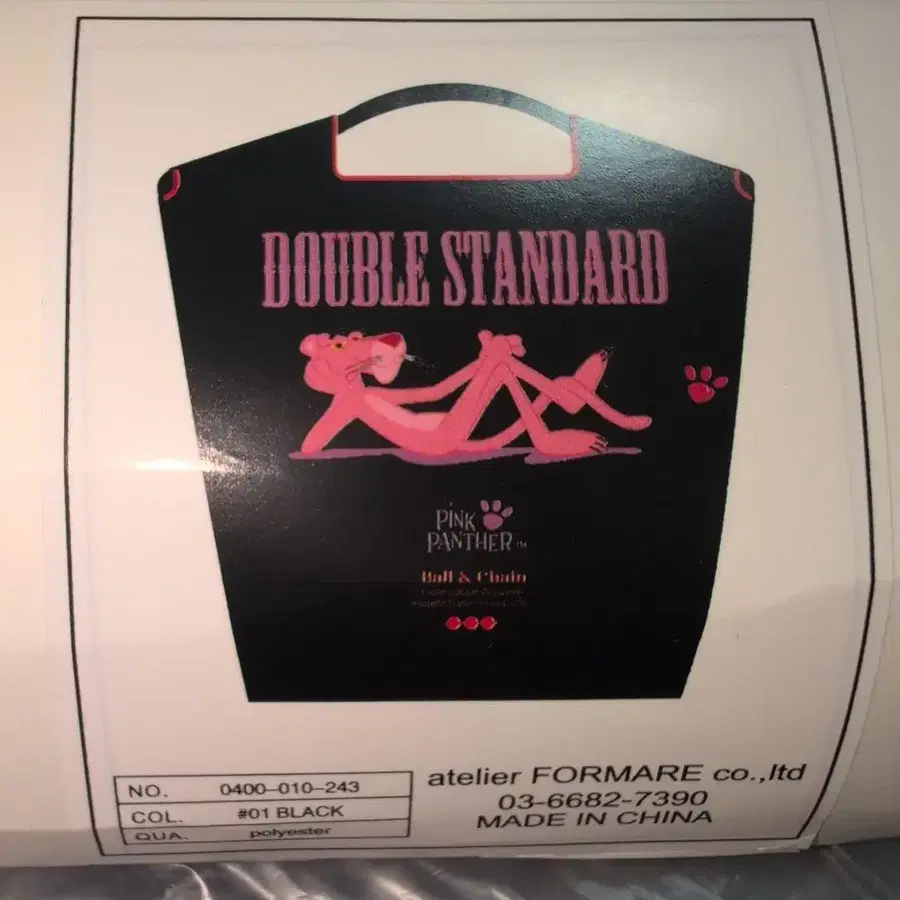 DOUBLE STANDARD
PINK
PANTHER™
Ball & Chain
NO. 0400-010-243
COL. #01 BLACK
QUA. polyester
atelier FORMARE co.,ltd
03-6682-7390
MADE IN CHINA